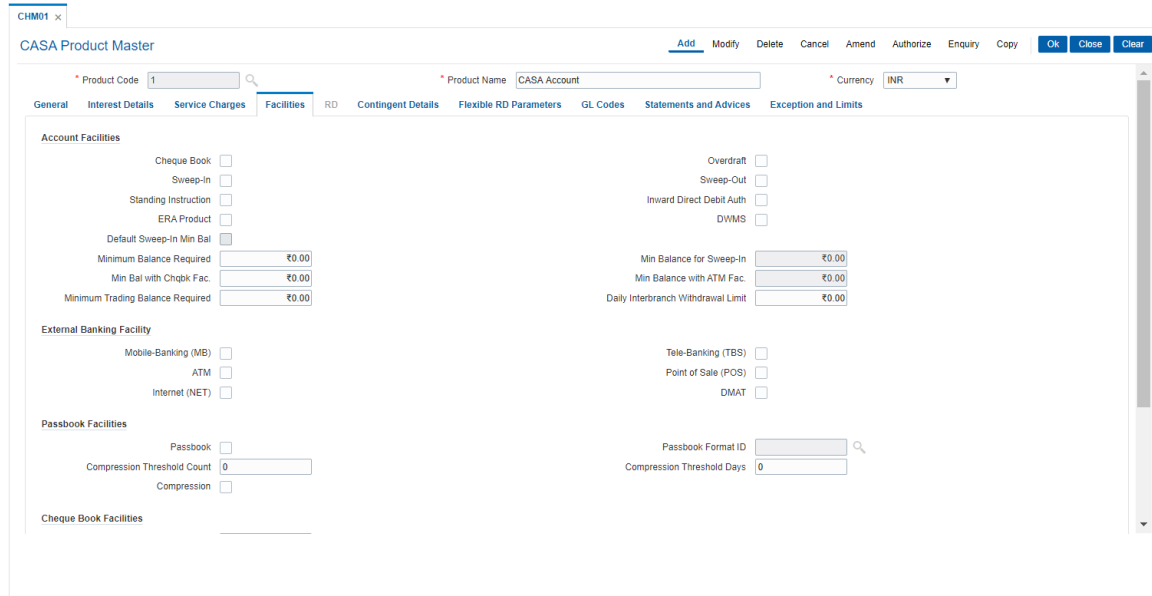 CHM01 ×
CASA Product Master Add Modify Delete Cancel Amend Authorize Enquiry Copy Ok Close Clear
* Product Code 1 * Product Name CASA Account * Currency INR
General Interest Details Service Charges Facilities RD Contingent Details Flexible RD Parameters GL Codes Statements and Advices Exception and Limits
Account Facilities
Cheque Book Overdraft
Sweep-In Sweep-Out
Standing Instruction Inward Direct Debit Auth
ERA Product DWMS
Default Sweep-In Min Bal
Minimum Balance Required ₹0.00 Min Balance for Sweep-In ₹0.00
Min Bal with Chqbk Fac. ₹0.00 Min Balance with ATM Fac. ₹0.00
Minimum Trading Balance Required ₹0.00 Daily Interbranch Withdrawal Limit ₹0.00
External Banking Facility
Mobile-Banking (MB) Tele-Banking (TBS)
ATM Point of Sale (POS)
Internet (NET) DMAT
Passbook Facilities
Passbook Passbook Format ID
Compression Threshold Count 0 Compression Threshold Days 0
Compression
Cheque Book Facilities